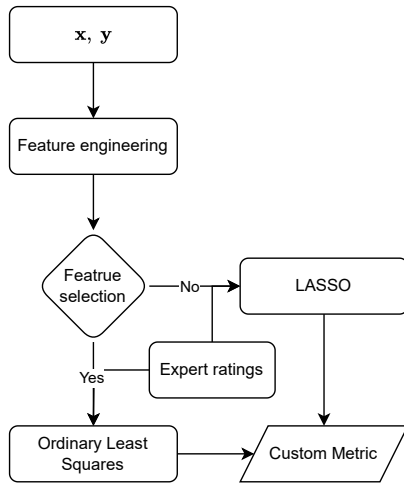 x, y
Feature engineering
Featrue
selection
No
LASSO
Expert ratings
Yes
Ordinary Least
Squares
Custom Metric